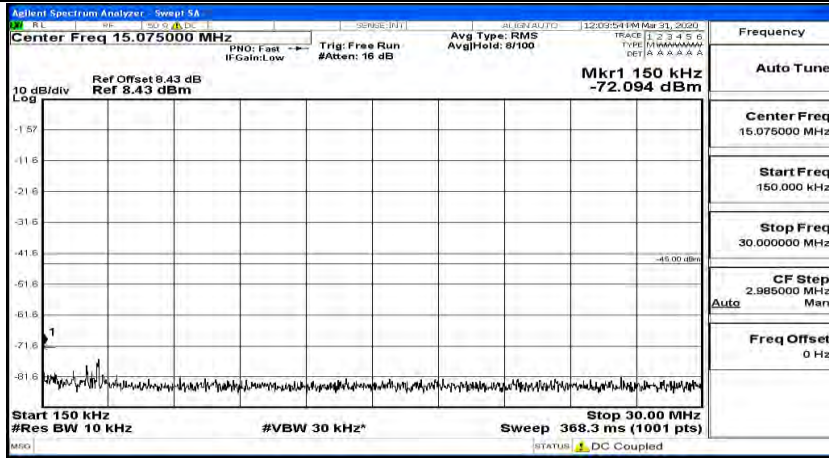 Agilent Spectrum Analyzer - Swept SA
RL RF 50 Ω DC SENSE:INT ALIGN AUTO 12:09:54 PM Mar 31, 2020
Center Freq 15.075000 MHz
PNO: Fast
IFGain:Low
Trig: Free Run
#Atten: 16 dB
Avg Type: RMS
Avg|Hold: 8/100
TRACE 1 2 3 4 5 6
TYPE MWWWWW
DET A A A A A A
Frequency
Auto Tune
Mkr1 150 kHz
-72.094 dBm
Ref Offset 8.43 dB
10 dB/div Ref 8.43 dBm
Log
-1.57
-11.6
-21.6
-31.6
-41.6
-45.00 dBm
-51.6
-61.6
-71.6
-81.6
1
Center Freq
15.075000 MHz
Start Freq
150.000 kHz
Stop Freq
30.000000 MHz
CF Step
2.985000 MHz
Auto Man
Freq Offset
0 Hz
Start 150 kHz Stop 30.00 MHz
#Res BW 10 kHz #VBW 30 kHz* Sweep 368.3 ms (1001 pts)
MSG STATUS DC Coupled